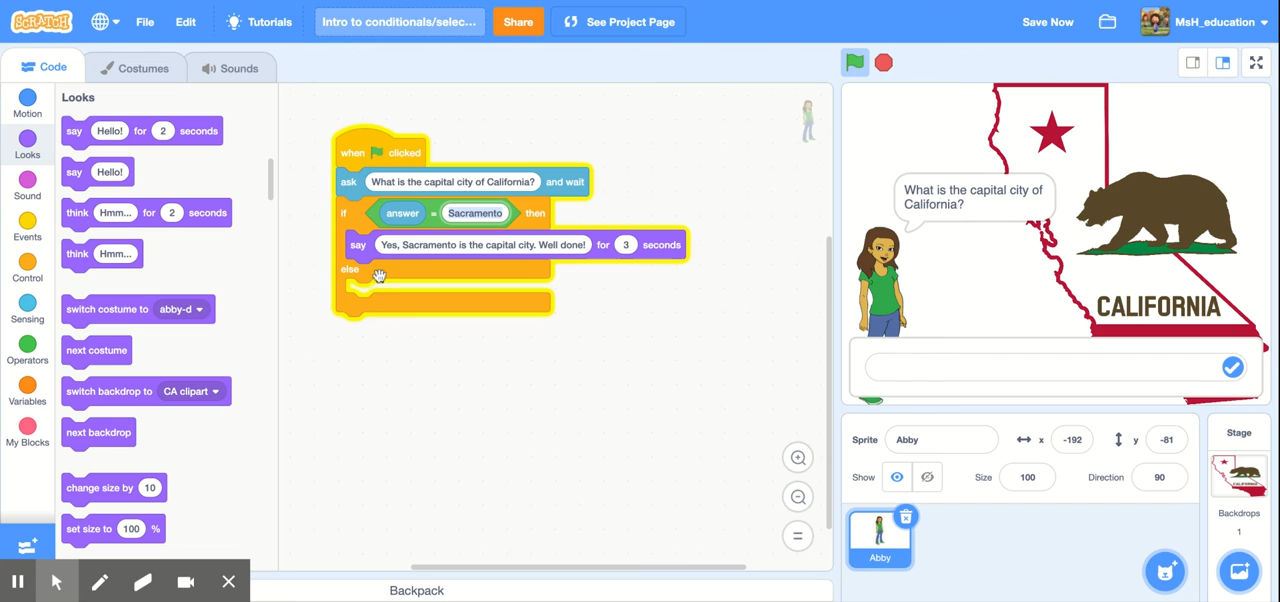 SCRATCH File Edit Tutorials Intro to conditionals/selec... Share See Project Page Save Now MsH_education
Code Costumes Sounds
Motion
Looks
Sound
Events
Control
Sensing
Operators
Variables
My Blocks
Looks
say Hello! for 2 seconds
say Hello!
think Hmm... for 2 seconds
think Hmm...
switch costume to abby-d
next costume
switch backdrop to CA clipart
next backdrop
change size by 10
set size to 100 %
when clicked
ask What is the capital city of California? and wait
if answer = Sacramento then
say Yes, Sacramento is the capital city. Well done! for 3 seconds
else
Backpack
What is the capital city of
California?
CALIFORNIA
Sprite Abby x -192 y -81
Show Size 100 Direction 90
Abby
Stage
CALIFORNIA
Backdrops
1